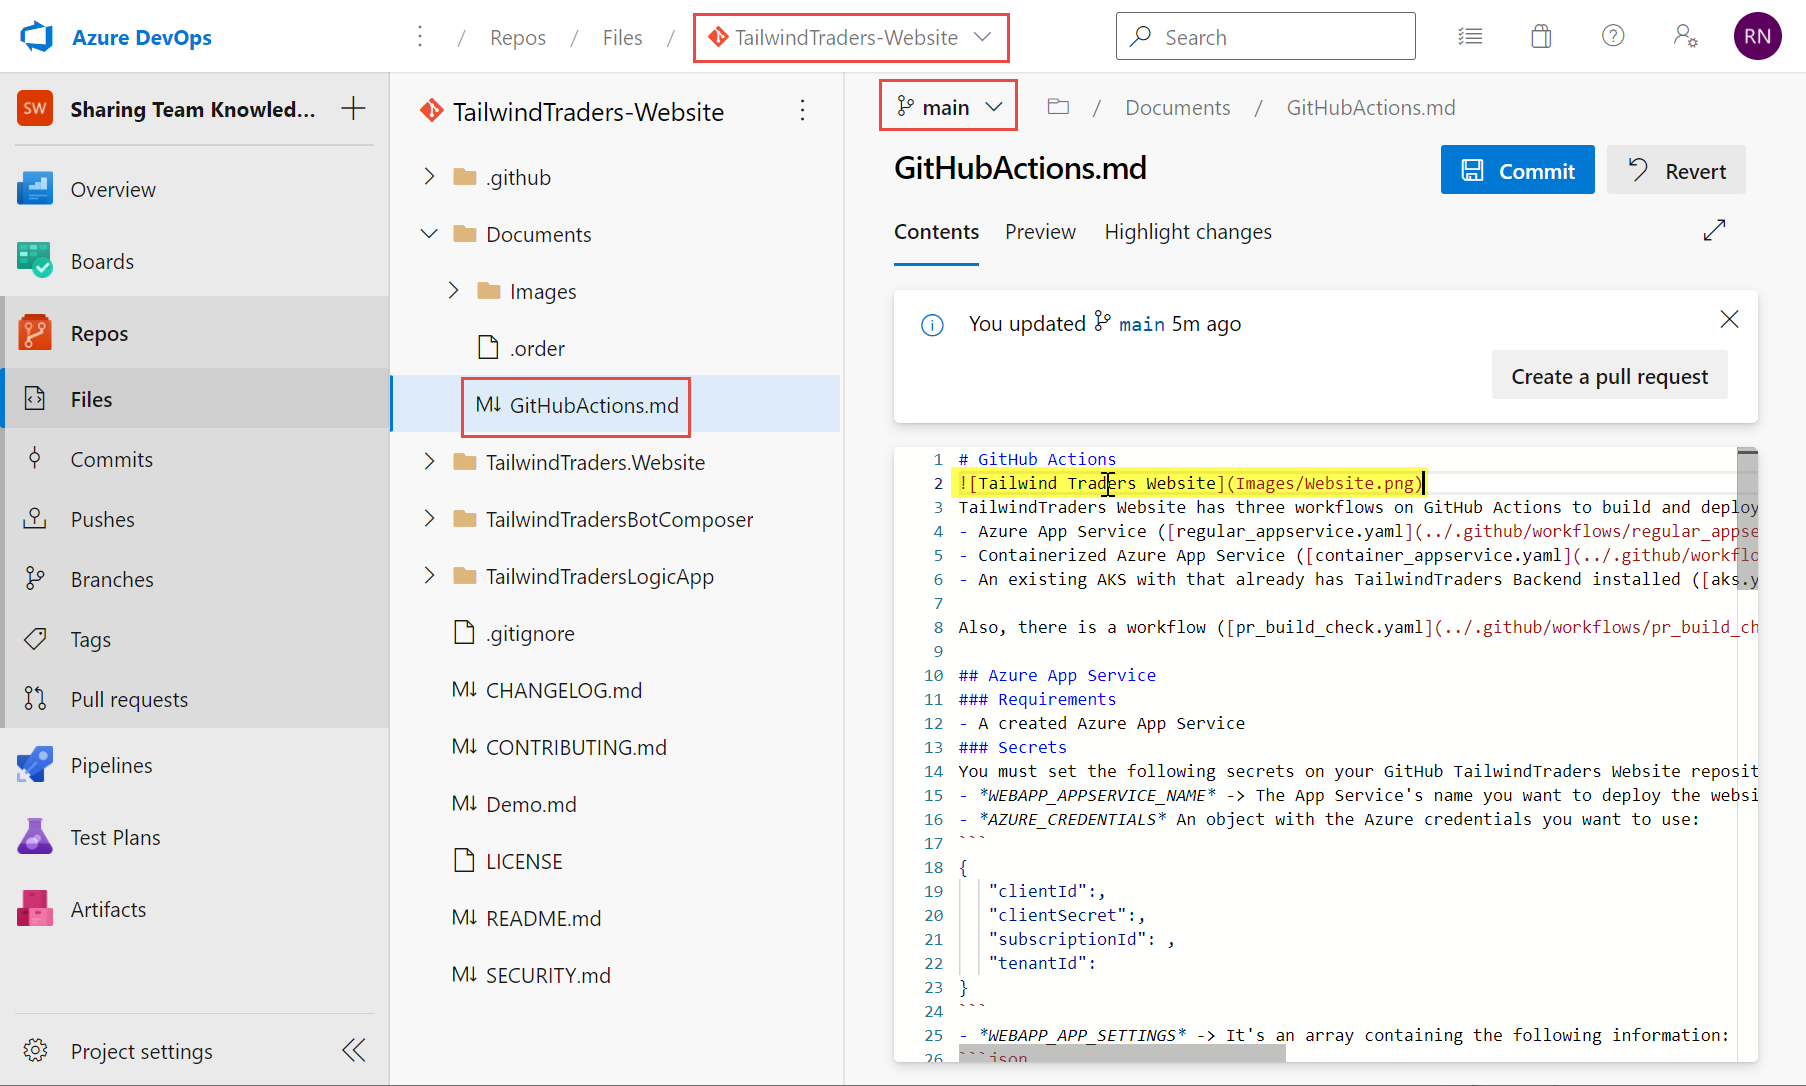 Azure DevOps
/ Repos / Files / TailwindTraders-Website
Search
RN
SW Sharing Team Knowled...
Overview
Boards
Repos
Files
Commits
Pushes
Branches
Tags
Pull requests
Pipelines
Test Plans
Artifacts
Project settings
TailwindTraders-Website
.github
Documents
Images
.order
GitHubActions.md
TailwindTraders.Website
TailwindTradersBotComposer
TailwindTradersLogicApp
.gitignore
CHANGELOG.md
CONTRIBUTING.md
Demo.md
LICENSE
README.md
SECURITY.md
main / Documents / GitHubActions.md
GitHubActions.md
Commit Revert
Contents Preview Highlight changes
You updated main 5m ago
Create a pull request
1 # GitHub Actions
2 ![Tailwind Traders Website](Images/Website.png)
3 TailwindTraders Website has three workflows on GitHub Actions to build and deploy
4 - Azure App Service ([regular_appservice.yaml](../.github/workflows/regular_appse
5 - Containerized Azure App Service ([container_appservice.yaml](../.github/workflo
6 - An existing AKS with that already has TailwindTraders Backend installed ([aks.y
7
8 Also, there is a workflow ([pr_build_check.yaml](../.github/workflows/pr_build_ch
9
10 ## Azure App Service
11 ### Requirements
12 - A created Azure App Service
13 ### Secrets
14 You must set the following secrets on your GitHub TailwindTraders Website reposit
15 - *WEBAPP_APPSERVICE_NAME* -> The App Service's name you want to deploy the websi
16 - *AZURE_CREDENTIALS* An object with the Azure credentials you want to use:
17 ```
18 {
19 "clientId":,
20 "clientSecret":,
21 "subscriptionId": ,
22 "tenantId":
23 }
24 ```
25 - *WEBAPP_APP_SETTINGS* -> It's an array containing the following information:
26 ```json